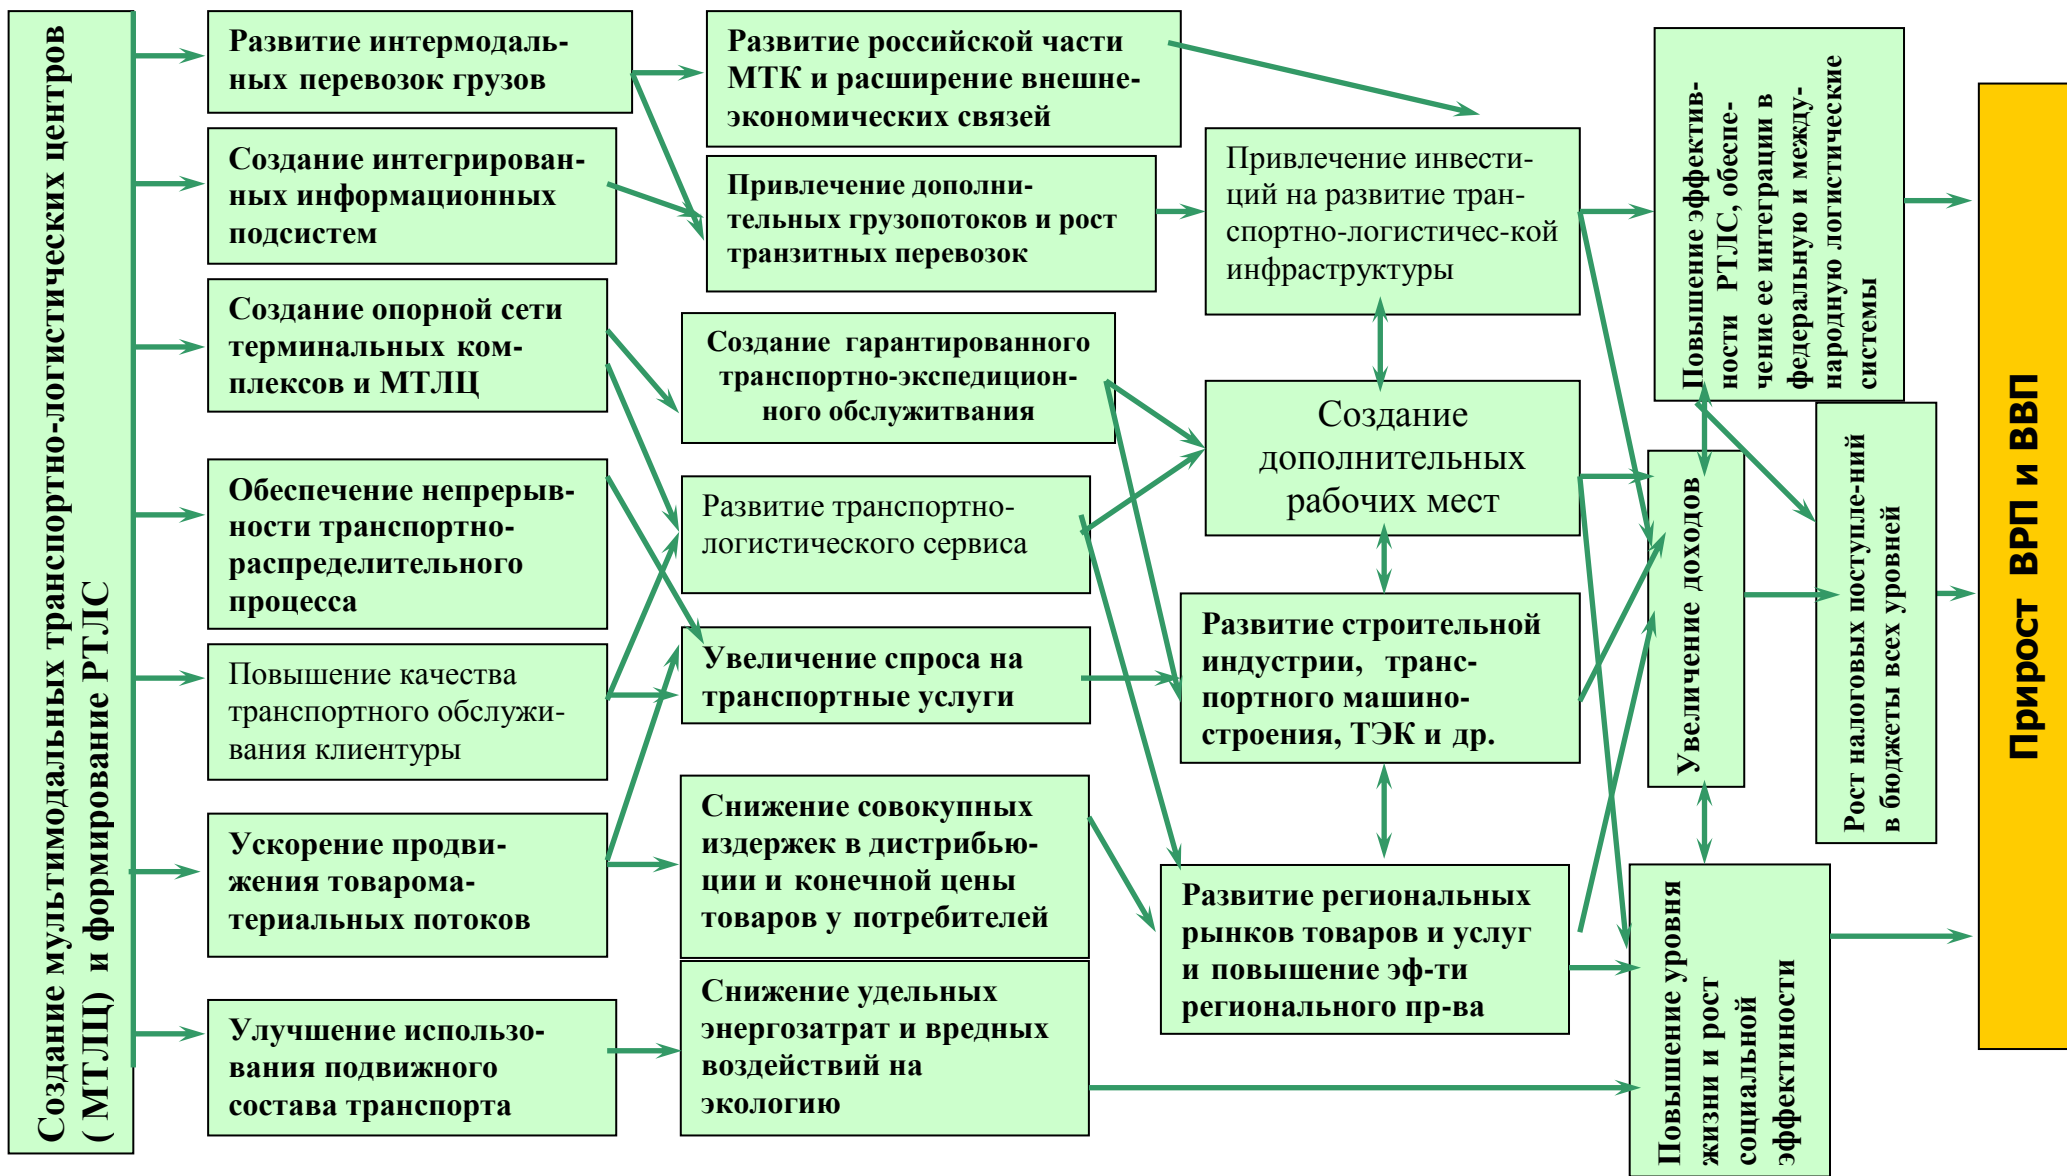 Создание мультимодальных транспортно-логистических центров
( МТЛЦ)  и формирование РТЛС
Развитие интермодаль-
ных перевозок грузов
Создание интегрирован-
ных информационных
подсистем
Создание опорной сети
терминальных ком-
плексов и МТЛЦ
Обеспечение непрерыв-
ности транспортно-
распределительного
процесса
Повышение качества
транспортного обслужи-
вания клиентуры
Ускорение продви-
жения товарома-
териальных потоков
Улучшение использо-
вания подвижного
состава транспорта
Развитие российской части
МТК и расширение внешне-
экономических связей
Привлечение дополни-
тельных грузопотоков и рост
транзитных перевозок
Создание  гарантированного
транспортно-экспедицион-
ного обслужитвания
Развитие транспортно-
логистического сервиса
Увеличение спроса на
транспортные услуги
Снижение совокупных
издержек в дистрибью-
ции и конечной цены
товаров у потребителей
Снижение удельных
энергозатрат и вредных
воздействий на
экологию
Привлечение инвести-
ций на развитие тран-
спортно-логистичес-кой
инфраструктуры
Создание
дополнительных
рабочих мест
Развитие строительной
индустрии,  транс-
портного машино-
строения, ТЭК и др.
Развитие региональных
рынков товаров и услуг
и повышение эф-ти
регионального пр-ва
Повышение эффектив-
ности   РТЛС, обеспе-
чение ее интеграции в
федеральную и между-
народную логистические
системы
Увеличение доходов
Повышение уровня
жизни и рост
социальной
эффектиности
Рост налоговых поступле-ний
в бюджеты всех уровней
Прирост  ВРП и ВВП